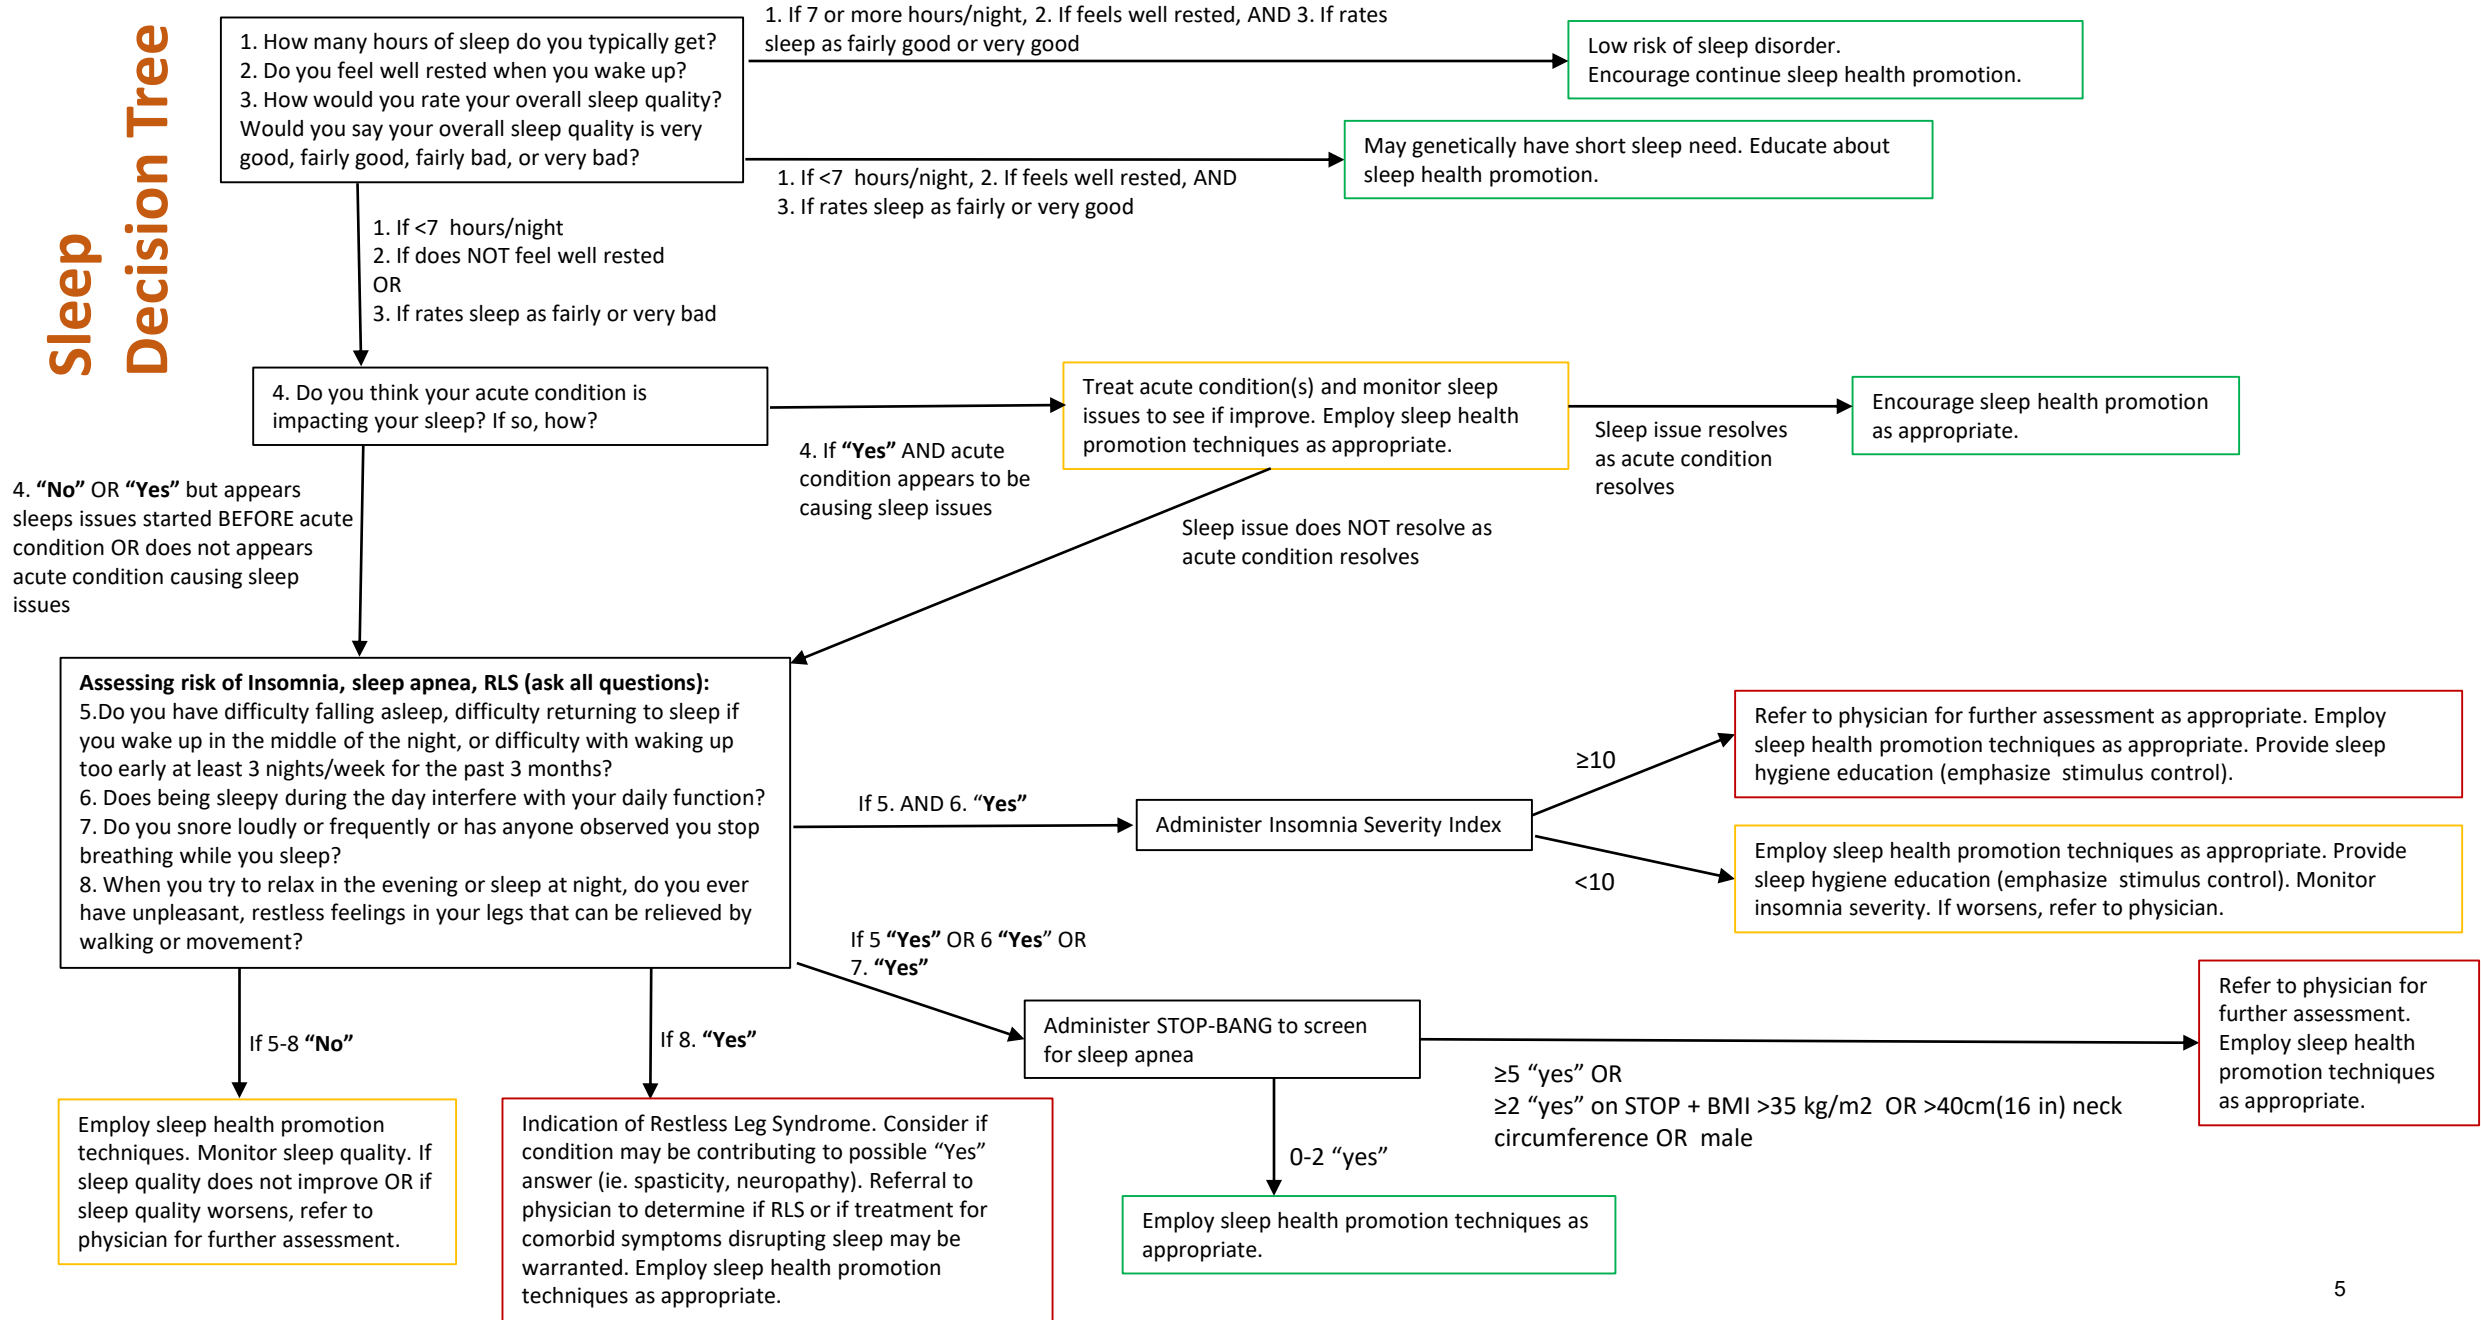 Sleep
Decision Tree
1. How many hours of sleep do you typically get?
2. Do you feel well rested when you wake up?
3. How would you rate your overall sleep quality?
Would you say your overall sleep quality is very
good, fairly good, fairly bad, or very bad?
1. If 7 or more hours/night, 2. If feels well rested, AND 3. If rates
sleep as fairly good or very good
Low risk of sleep disorder.
Encourage continue sleep health promotion.
1. If <7  hours/night, 2. If feels well rested, AND
3. If rates sleep as fairly or very good
May genetically have short sleep need. Educate about
sleep health promotion.
1. If <7  hours/night
2. If does NOT feel well rested
OR
3. If rates sleep as fairly or very bad
4. Do you think your acute condition is
impacting your sleep? If so, how?
4. If “Yes” AND acute
condition appears to be
causing sleep issues
Treat acute condition(s) and monitor sleep
issues to see if improve. Employ sleep health
promotion techniques as appropriate.
Sleep issue resolves
as acute condition
resolves
Encourage sleep health promotion
as appropriate.
4. “No” OR “Yes” but appears
sleeps issues started BEFORE acute
condition OR does not appears
acute condition causing sleep
issues
Sleep issue does NOT resolve as
acute condition resolves
Assessing risk of Insomnia, sleep apnea, RLS (ask all questions):
5.Do you have difficulty falling asleep, difficulty returning to sleep if
you wake up in the middle of the night, or difficulty with waking up
too early at least 3 nights/week for the past 3 months?
6. Does being sleepy during the day interfere with your daily function?
7. Do you snore loudly or frequently or has anyone observed you stop
breathing while you sleep?
8. When you try to relax in the evening or sleep at night, do you ever
have unpleasant, restless feelings in your legs that can be relieved by
walking or movement?
If 5. AND 6. “Yes”
Administer Insomnia Severity Index
≥10
Refer to physician for further assessment as appropriate. Employ
sleep health promotion techniques as appropriate. Provide sleep
hygiene education (emphasize  stimulus control).
<10
Employ sleep health promotion techniques as appropriate. Provide
sleep hygiene education (emphasize  stimulus control). Monitor
insomnia severity. If worsens, refer to physician.
If 5 “Yes” OR 6 “Yes” OR
7. “Yes”
Administer STOP-BANG to screen
for sleep apnea
≥5 “yes” OR
≥2 “yes” on STOP + BMI >35 kg/m2  OR >40cm(16 in) neck
circumference OR  male
Refer to physician for
further assessment.
Employ sleep health
promotion techniques
as appropriate.
0-2 “yes”
Employ sleep health promotion techniques as
appropriate.
If 5-8 “No”
Employ sleep health promotion
techniques. Monitor sleep quality. If
sleep quality does not improve OR if
sleep quality worsens, refer to
physician for further assessment.
If 8. “Yes”
Indication of Restless Leg Syndrome. Consider if
condition may be contributing to possible “Yes”
answer (ie. spasticity, neuropathy). Referral to
physician to determine if RLS or if treatment for
comorbid symptoms disrupting sleep may be
warranted. Employ sleep health promotion
techniques as appropriate.
5